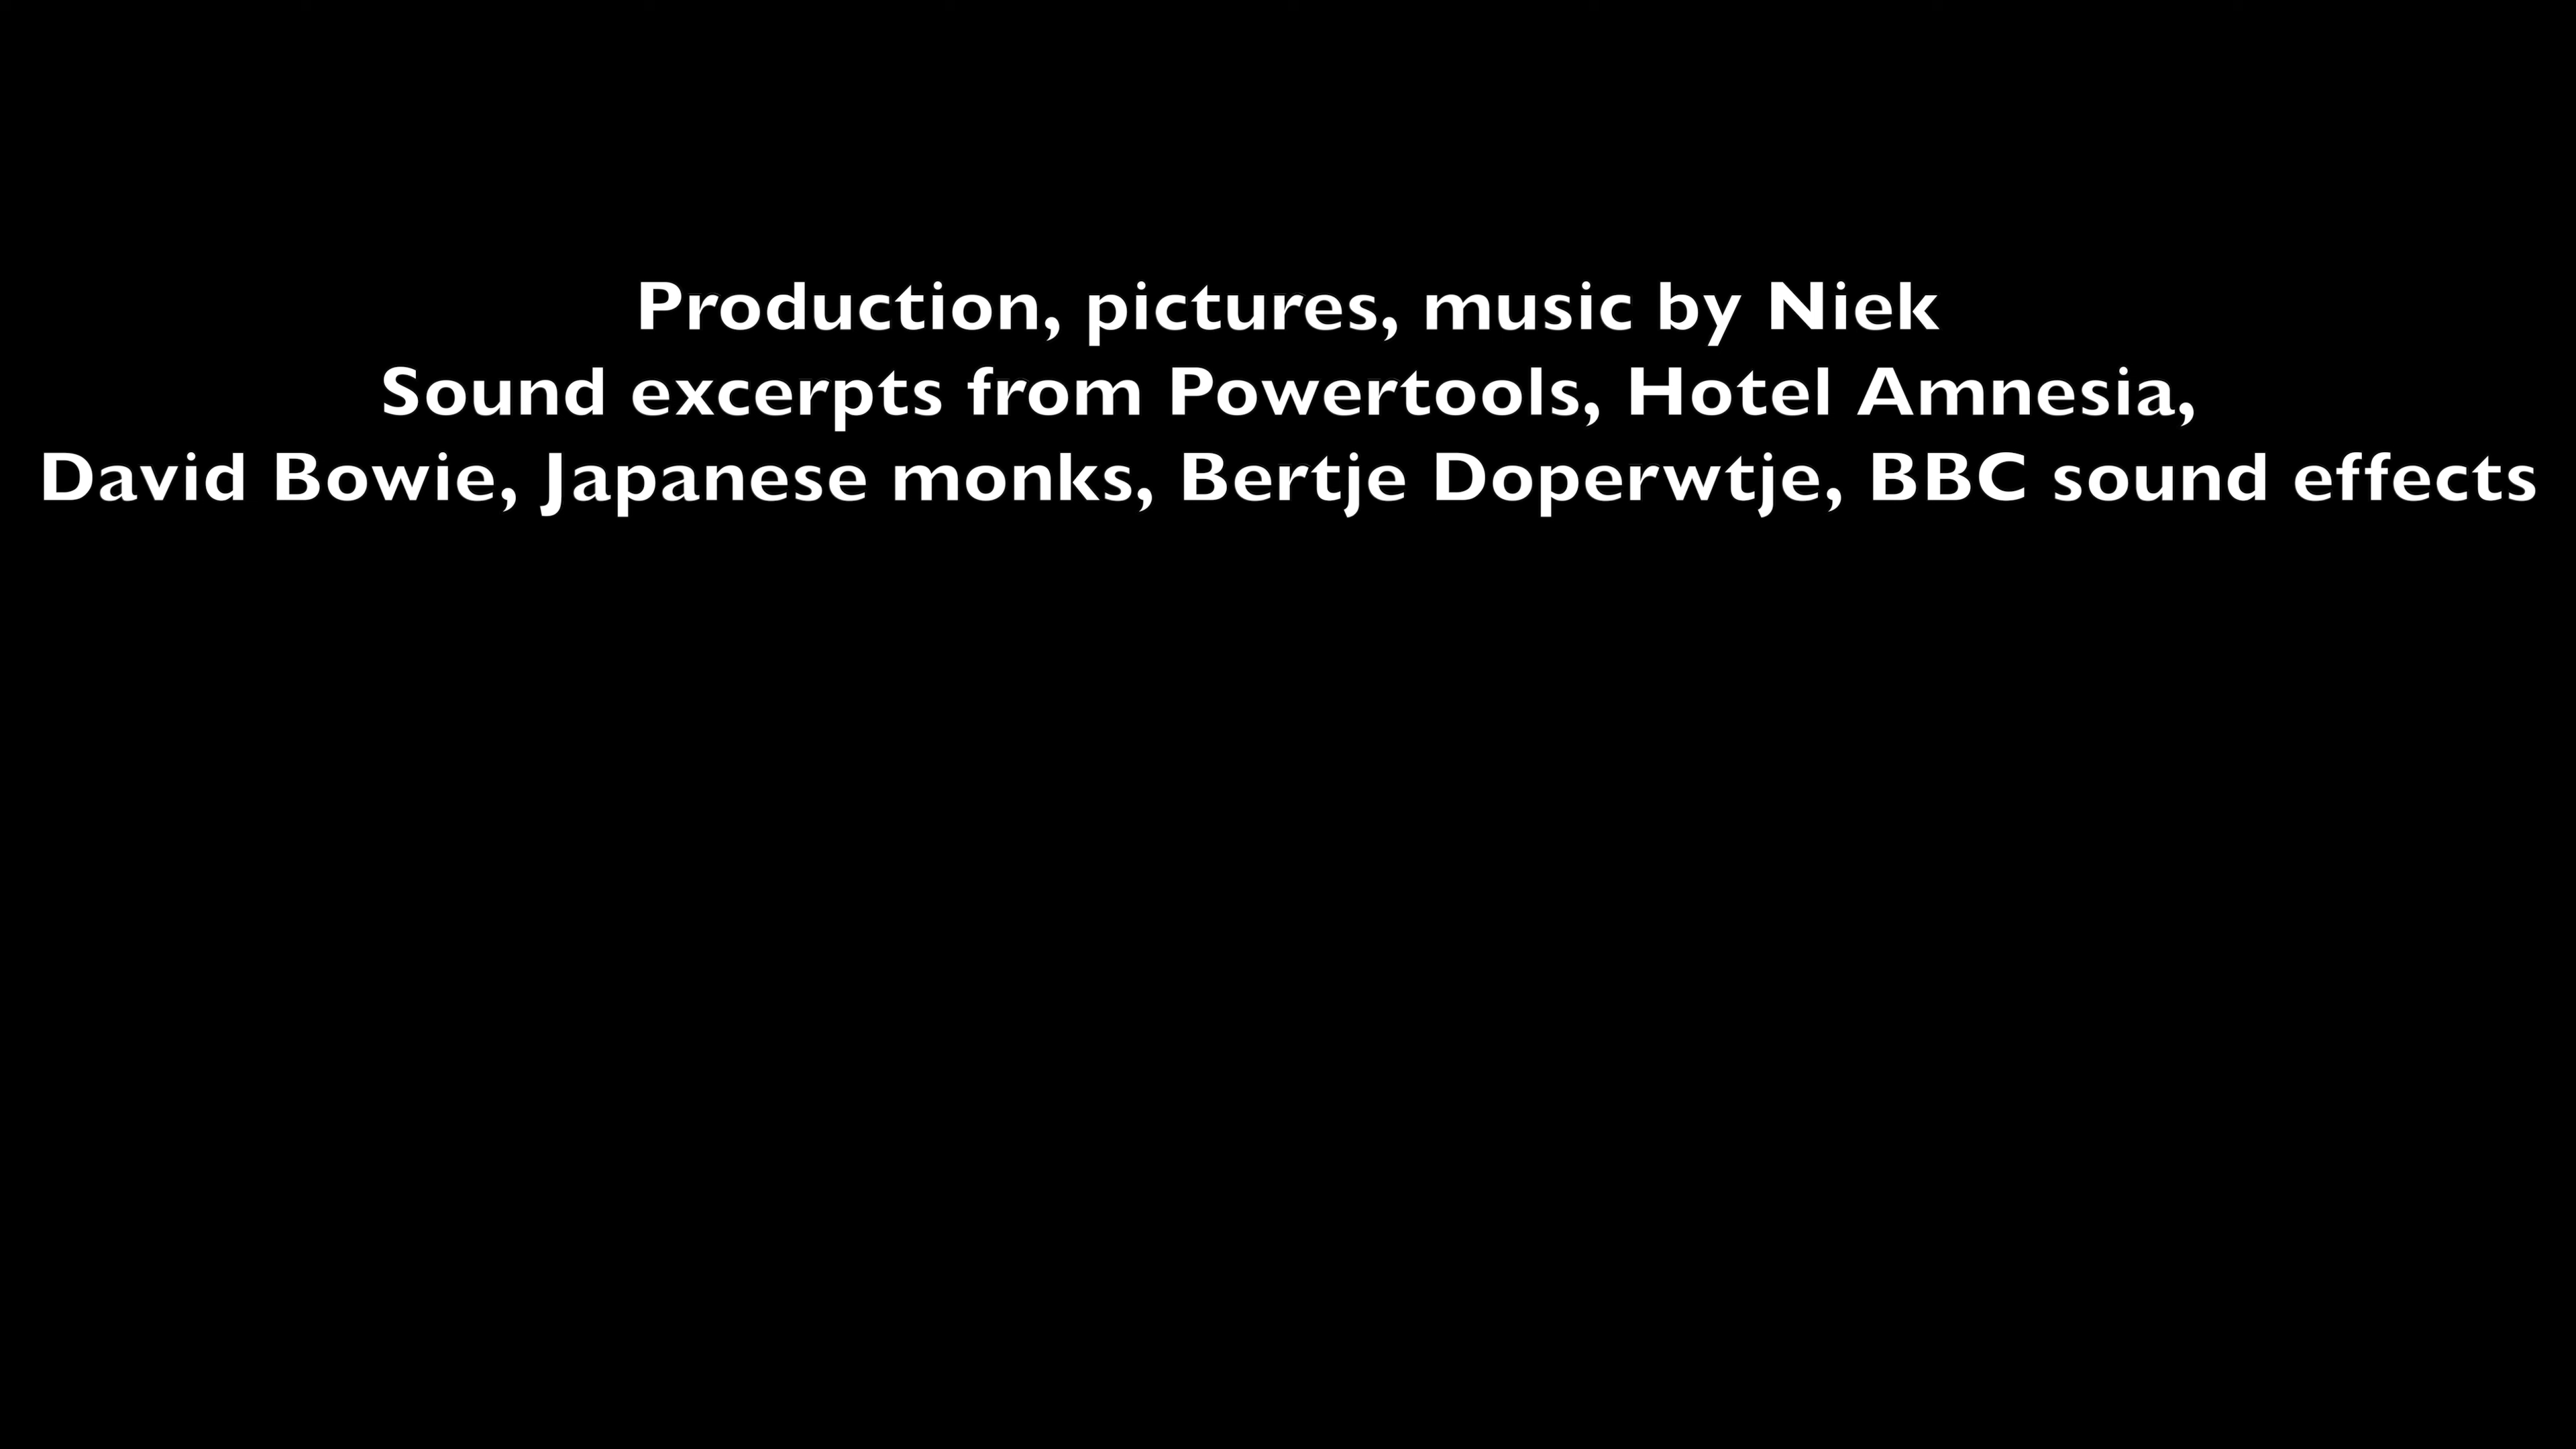 Production, pictures, music by Niek
Sound excerpts from Powertools, Hotel Amnesia,
David Bowie, Japanese monks, Bertje Doperwtje, BBC sound effects